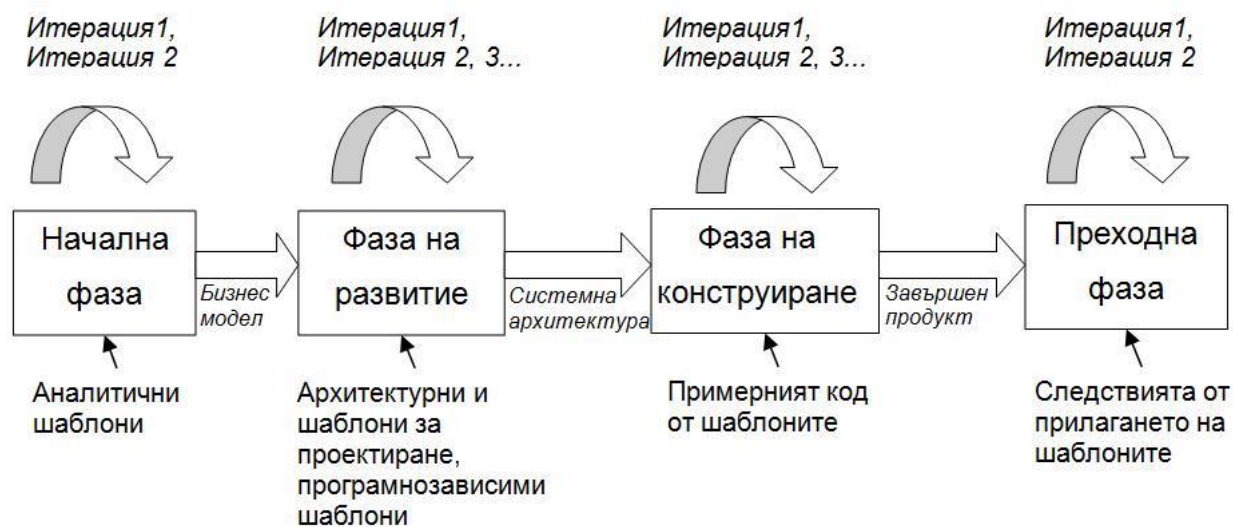 Итерация1,
Итерация 2
Итерация1,
Итерация 2, 3...
Итерация1,
Итерация 2, 3...
Итерация1,
Итерация 2
Начална
фаза
Бизнес
модел
Фаза на
развитие
Системна
архитектура
Фаза на
конструиране
Завършен
продукт
Преходна
фаза
Аналитични
шаблони
Архитектурни и
шаблони за
проектиране,
програмнозависими
шаблони
Примерният код
от шаблоните
Следствията от
прилагането на
шаблоните